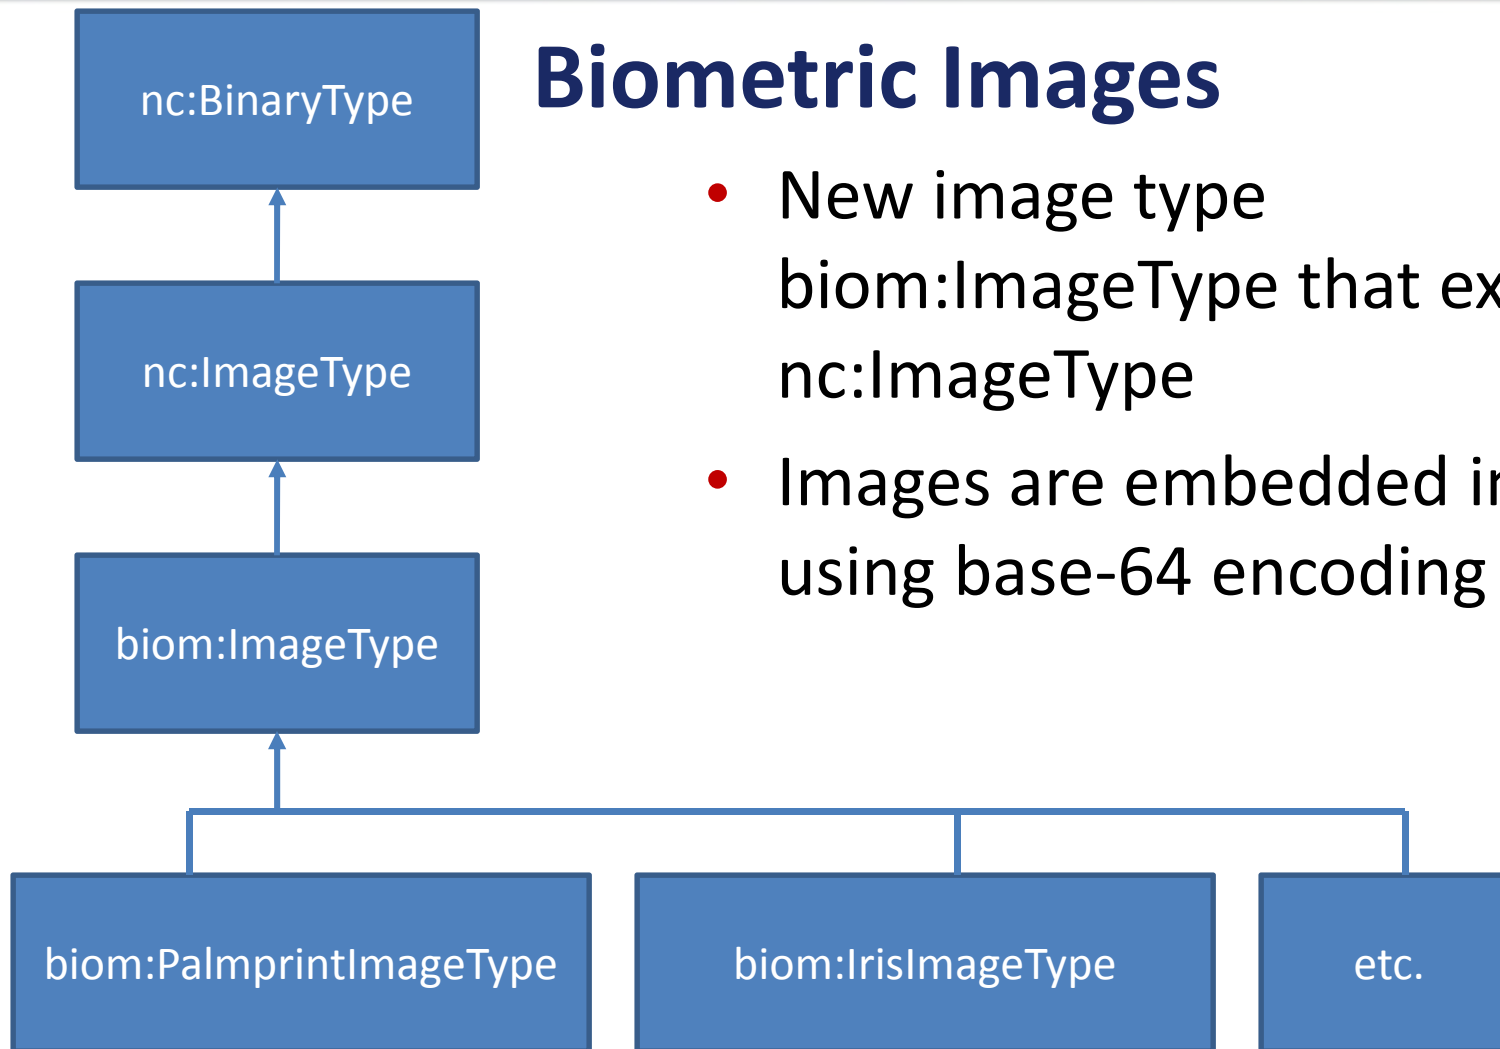 nc:BinaryType
Biometric Images
• New image type
biom:ImageType that ex
nc:ImageType
• Images are embedded
using base-64 encoding
nc:ImageType
biom:ImageType
biom:PalmprintImageType
biom:IrisImageType
etc.